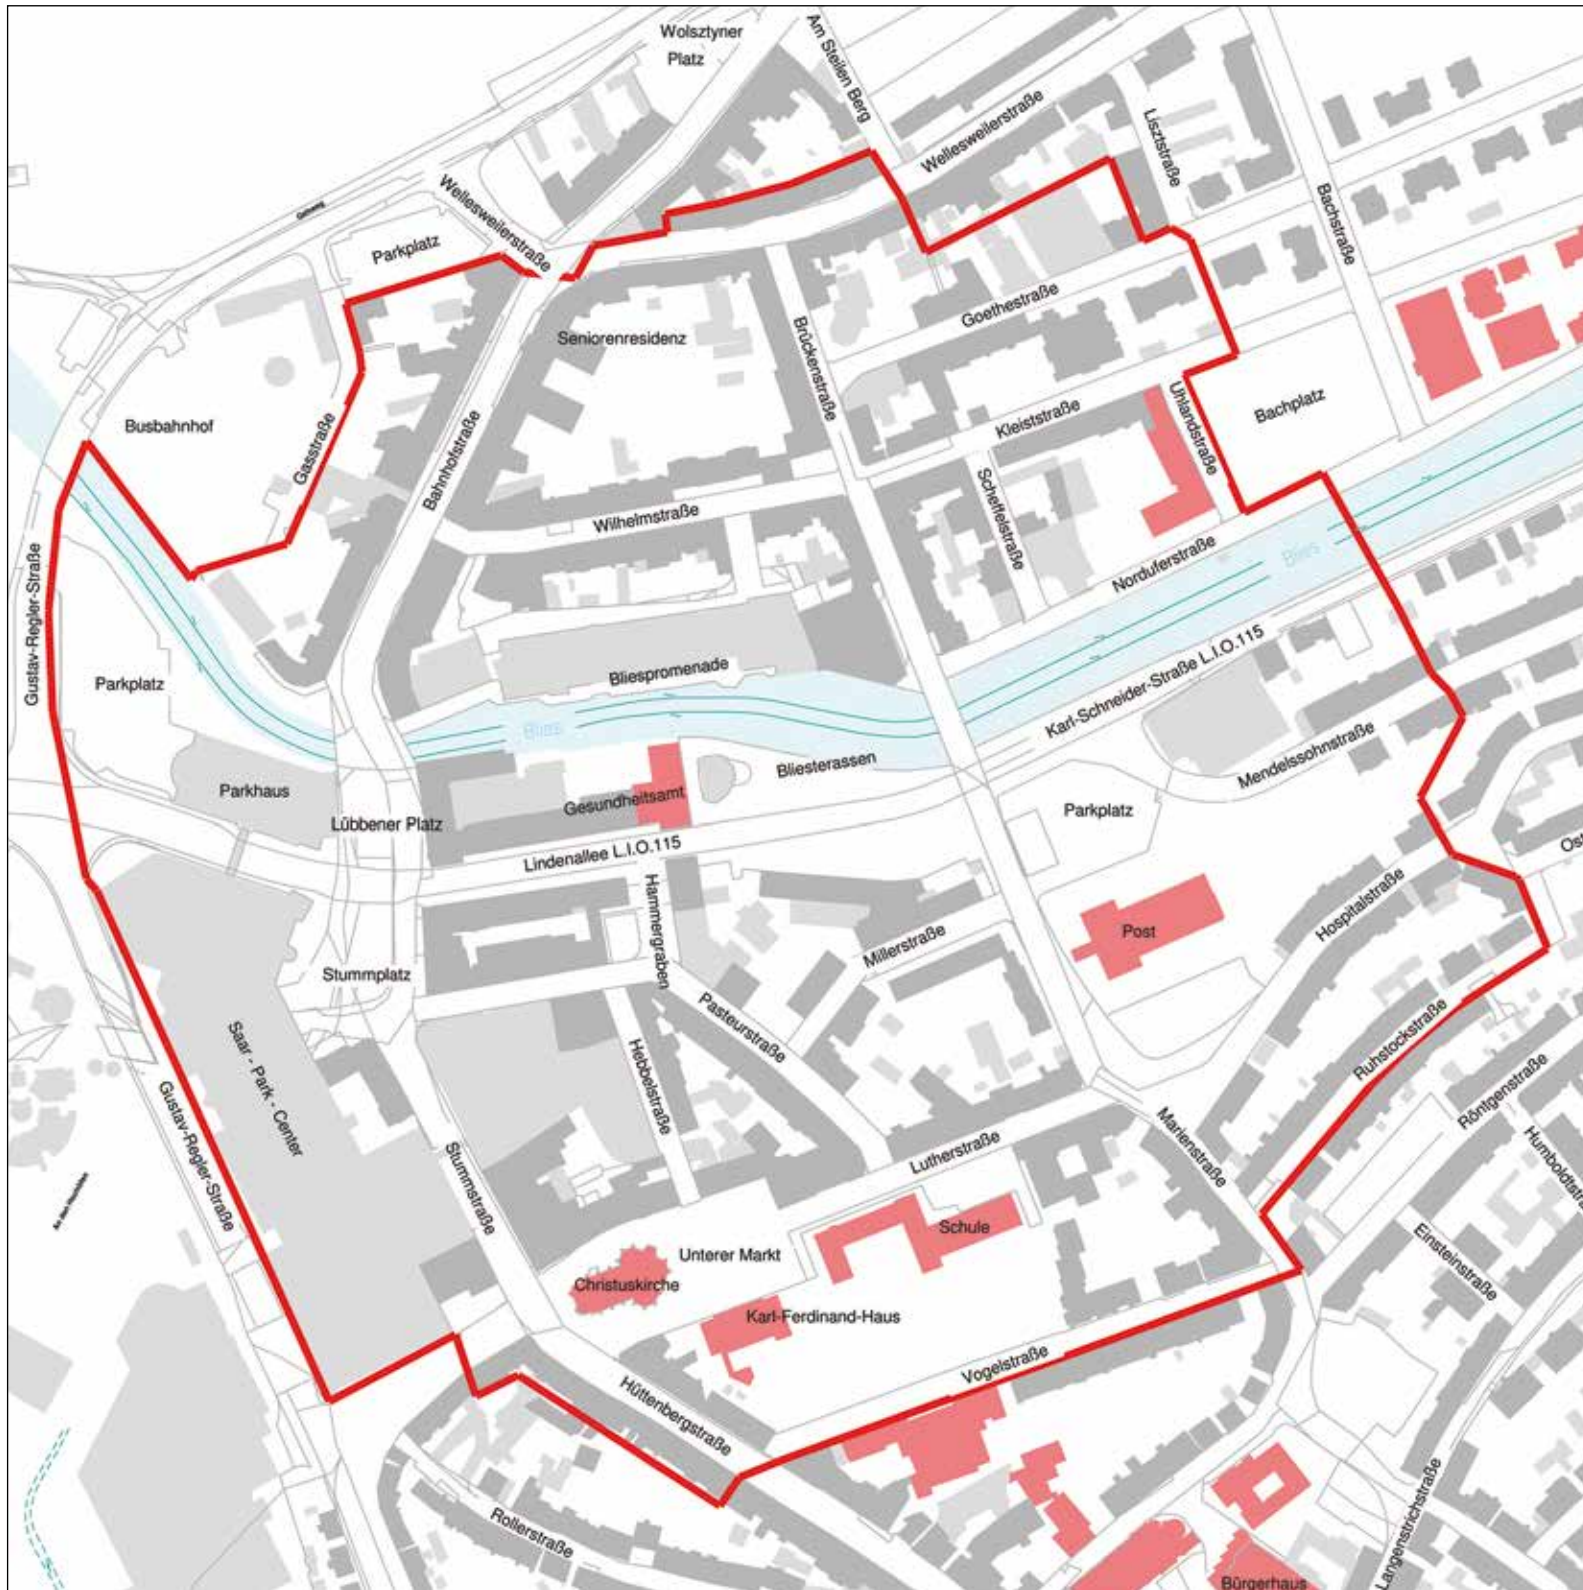 Wolsztyner
Platz
Am Steilen Berg
Wellesweilerstraße
Lisztstraße
Gehweg
Wellesweilerstraße
Parkplatz
Bachstraße
Goethestraße
Seniorenresidenz
Brückenstraße
Busbahnhof
Gasstraße
Bahnhofstraße
Kleiststraße
Uhlandstraße
Bachplatz
Wilhelmstraße
Scheffelstraße
Norduferstraße
Blies
Gustav-Regler-Straße
Parkplatz
Bliespromenade
Karl-Schneider-Straße L.I.O.115
Blies
Bliesterassen
Mendelssohnstraße
Parkhaus
Gesundheitsamt
Parkplatz
Lübbener Platz
Lindenallee L.I.O.115
Ost
Hammergraben
Hospitalstraße
Post
Millerstraße
Stummplatz
Pasteurstraße
Saar - Park - Center
Hebbelstraße
Ruhstockstraße
Röntgenstraße
Gustav-Regler-Straße
Marienstraße
Humboldtstra
Stummstraße
Lutherstraße
Schule
Einsteinstraße
Unterer Markt
Christuskirche
Karl-Ferdinand-Haus
Vogelstraße
Hüttenbergstraße
Rollerstraße
Langenstrichstraße
Bürgerhaus